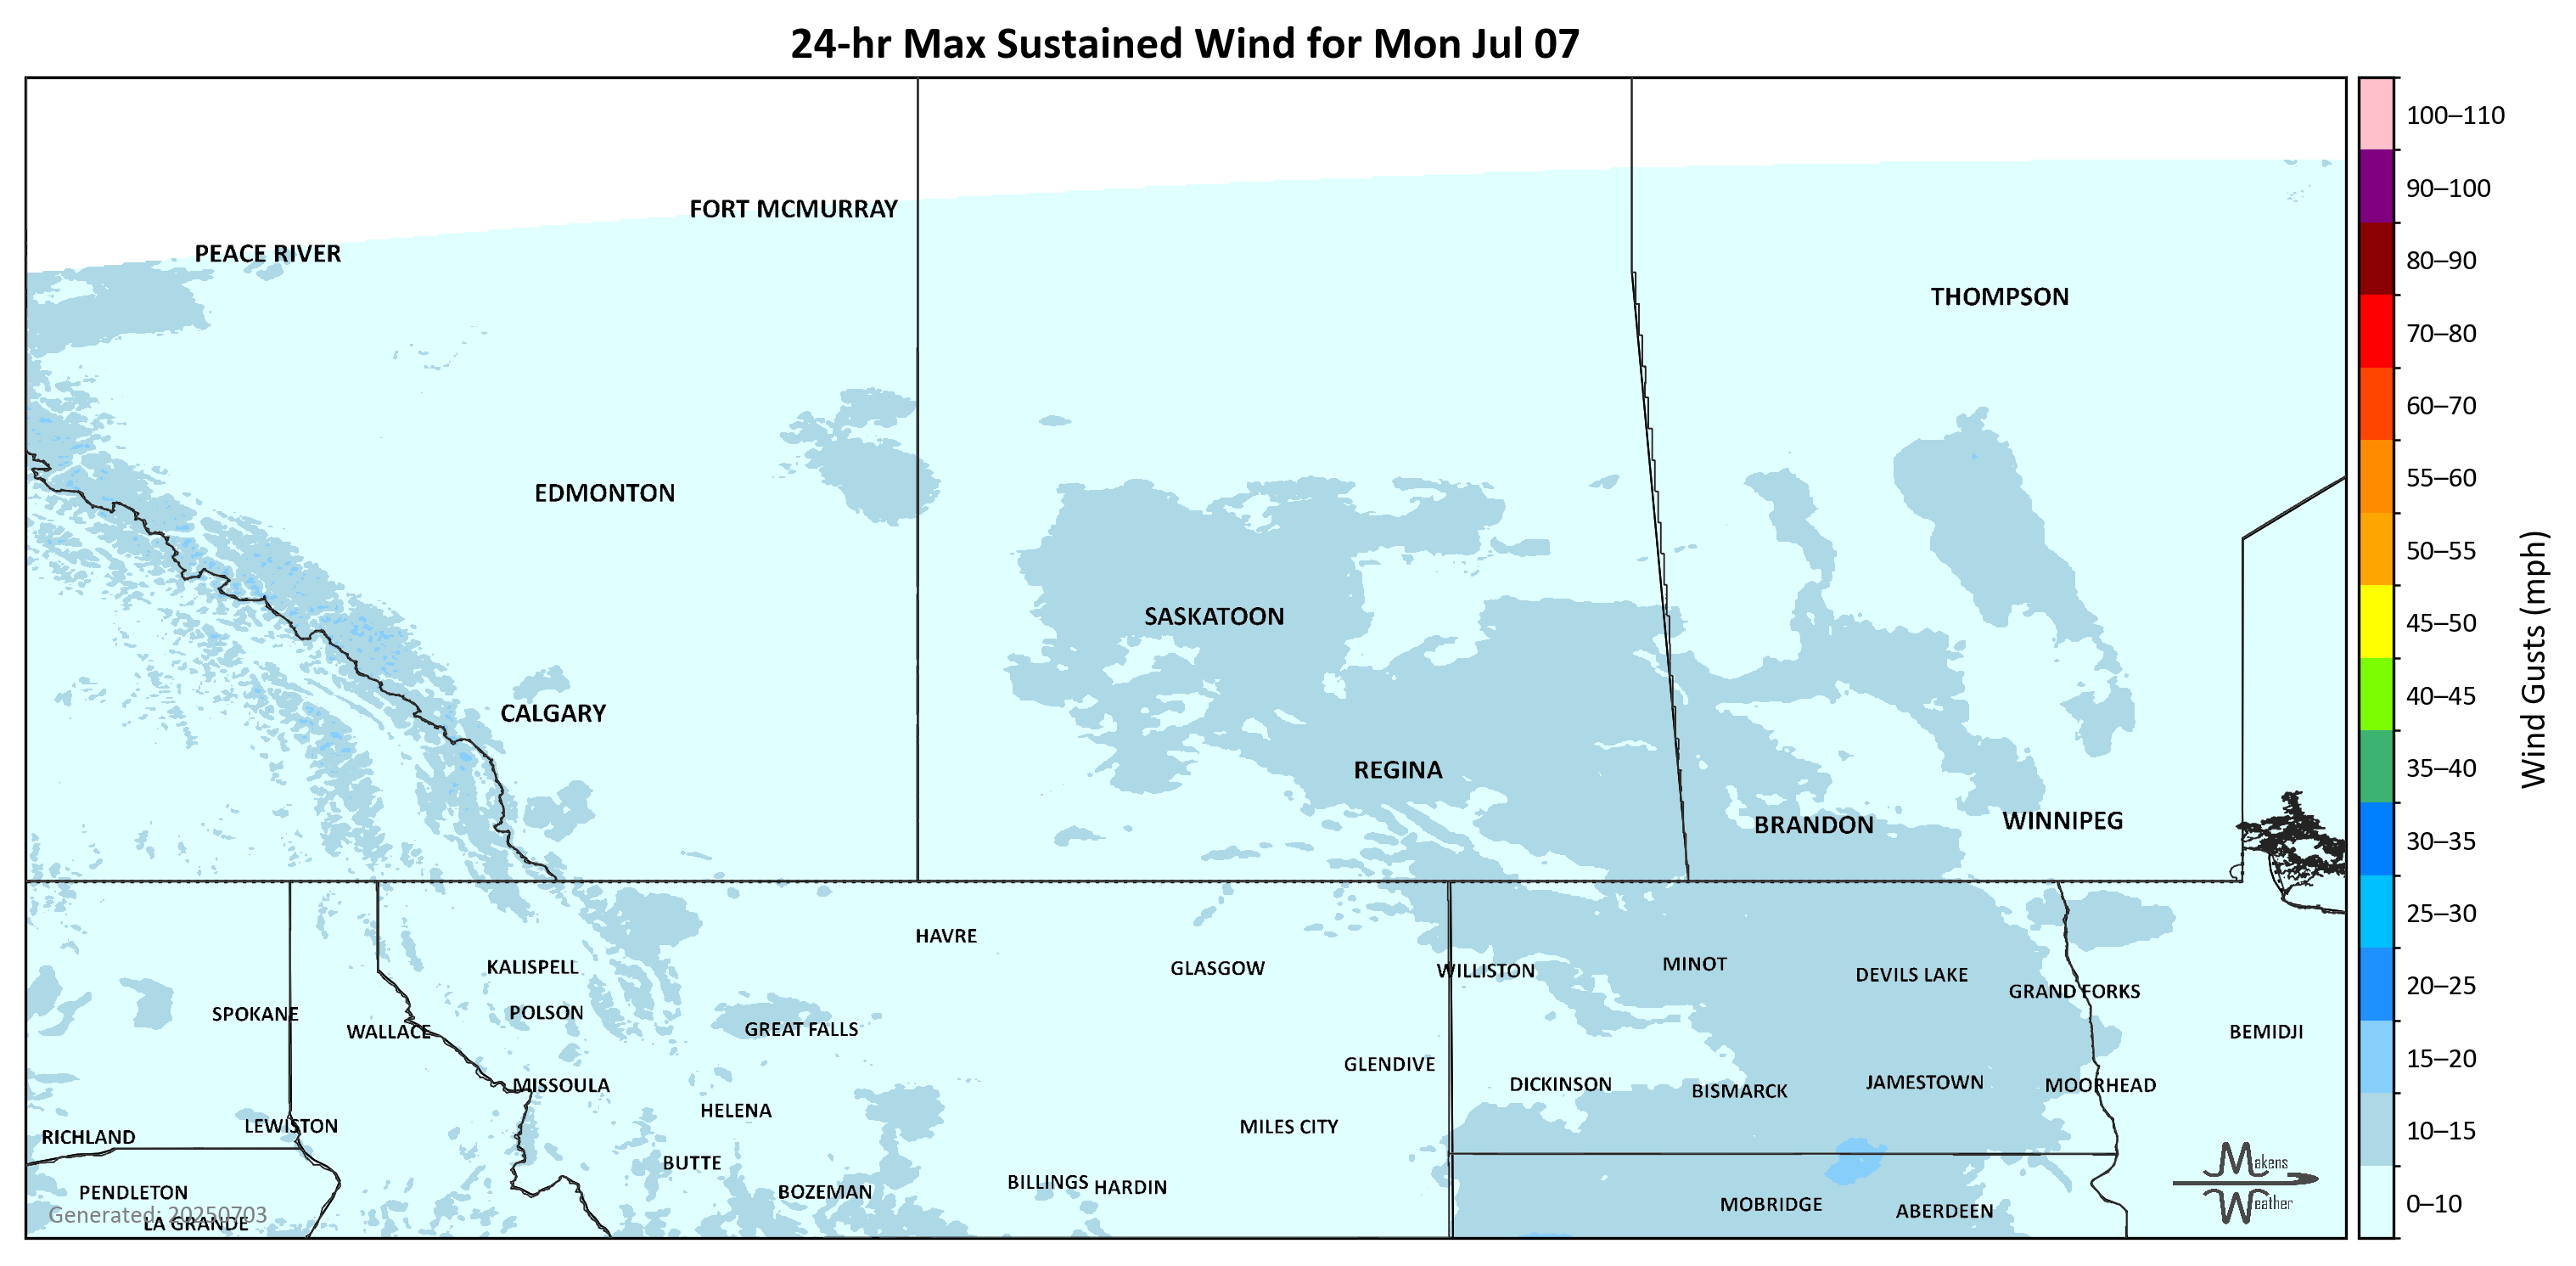 24-hr Max Sustained Wind for Mon Jul 07
100–110
90–100
80–90
70–80
60–70
55–60
50–55
45–50
40–45
35–40
30–35
25–30
20–25
15–20
10–15
0–10
Wind Gusts (mph)
FORT MCMURRAY
PEACE RIVER
THOMPSON
EDMONTON
SASKATOON
CALGARY
REGINA
BRANDON
WINNIPEG
HAVRE
KALISPELL
GLASGOW
WILLISTON
MINOT
DEVILS LAKE
GRAND FORKS
SPOKANE
POLSON
WALLACE
GREAT FALLS
BEMIDJI
GLENDIVE
MISSOULA
DICKINSON
BISMARCK
JAMESTOWN
MOORHEAD
HELENA
LEWISTON
MILES CITY
RICHLAND
BUTTE
PENDLETON
BOZEMAN
BILLINGS
HARDIN
MOBRIDGE
ABERDEEN
Generated: 20250703
LA GRANDE
Makens
Weather